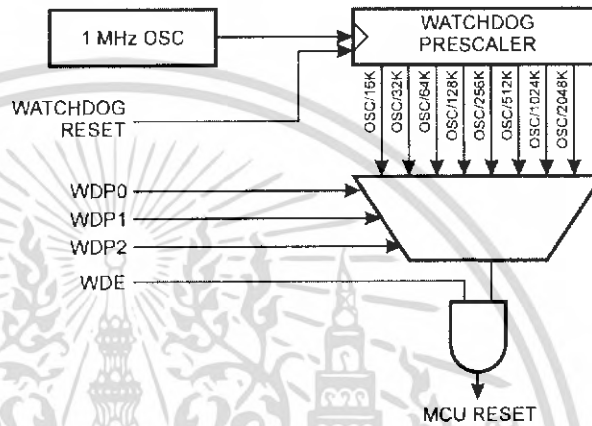 1 MHz OSC
WATCHDOG
PRESCALER
WATCHDOG
RESET
OSC/16K
OSC/32K
OSC/64K
OSC/128K
OSC/256K
OSC/512K
OSC/1024K
OSC/2048K
WDP0
WDP1
WDP2
WDE
MCU RESET